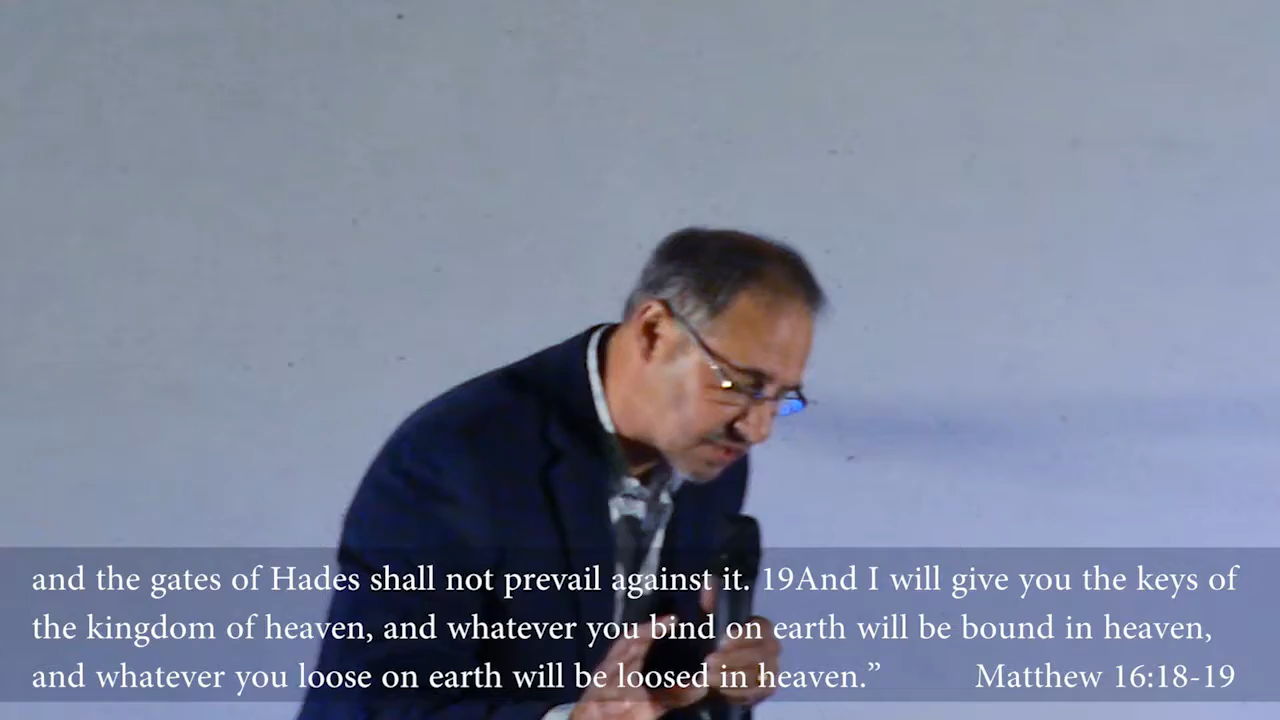 and the gates of Hades shall not prevail against it. 19And I will give you the keys of
the kingdom of heaven, and whatever you bind on earth will be bound in heaven,
and whatever you loose on earth will be loosed in heaven.” Matthew 16:18-19